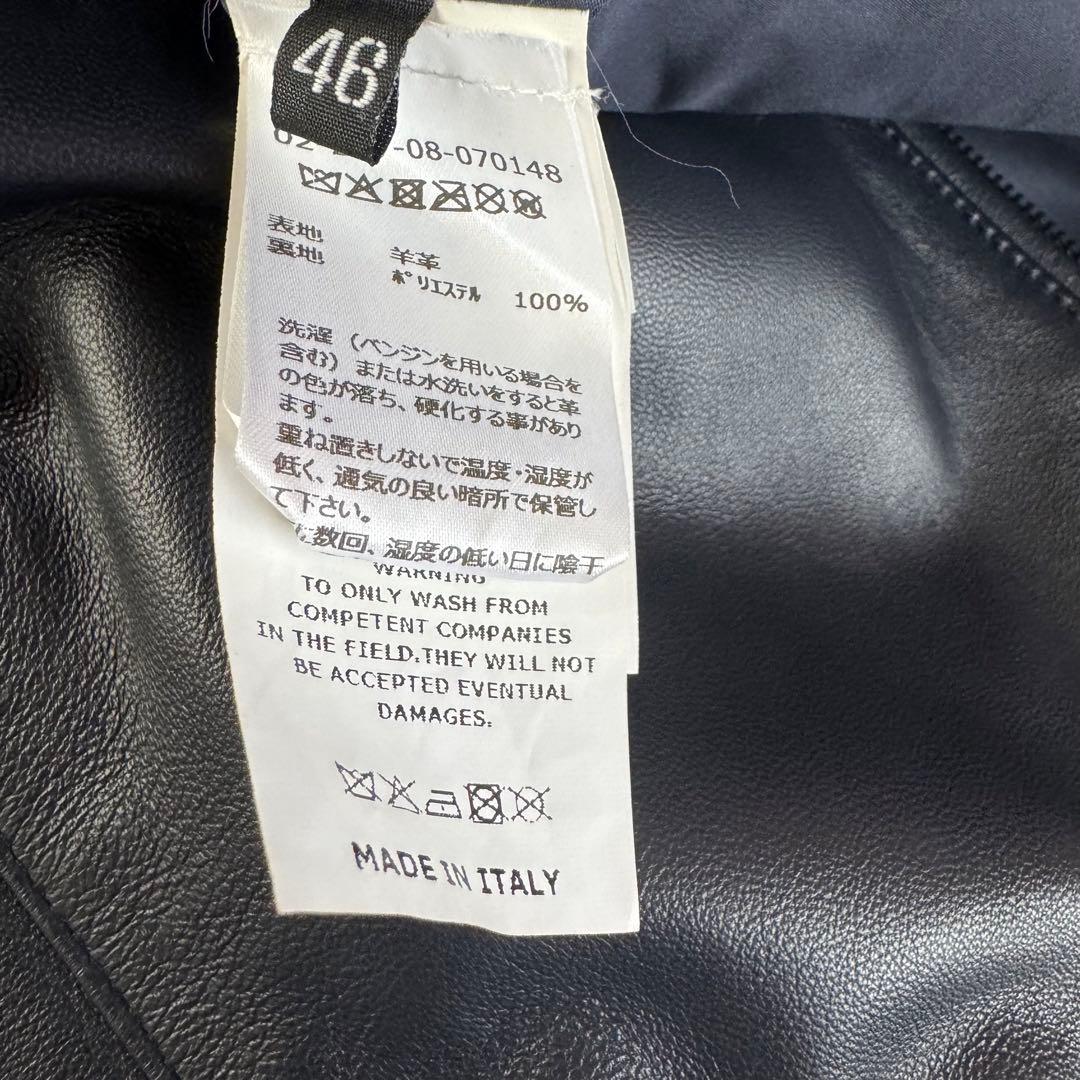 46
-08-070148
表地
裏地
羊革
ポリエステル 100%
洗濯（ベンジンを用いる場合を
含む）または水洗いをすると革
の色が落ち、硬化する事があり
ます。
重ね置きしないで温度・湿度が
低く、通気の良い暗所で保管し
て下さい。
数回、湿度の低い日に陰干
WARNING
TO ONLY WASH FROM
COMPETENT COMPANIES
IN THE FIELD.THEY WILL NOT
BE ACCEPTED EVENTUAL
DAMAGES.
MADE IN ITALY